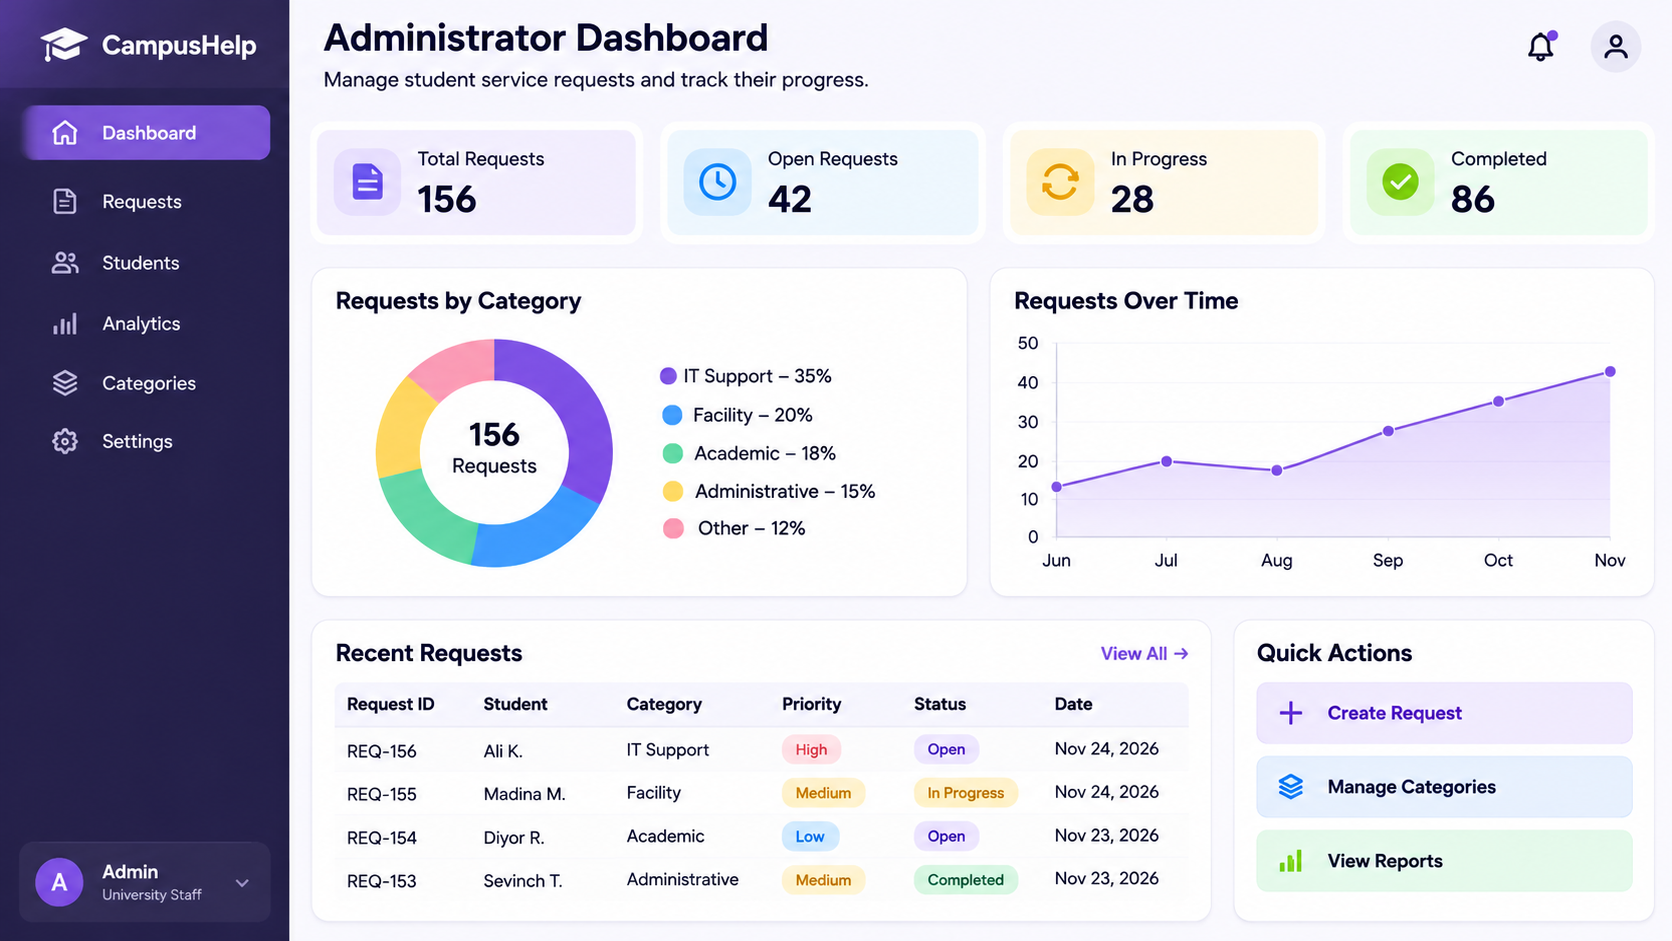 CampusHelp
Dashboard
Requests
Students
Analytics
Categories
Settings
A
Admin
University Staff
Administrator Dashboard
Manage student service requests and track their progress.
Total Requests
156
Open Requests
42
In Progress
28
Completed
86
Requests by Category
156
Requests
IT Support – 35%
Facility – 20%
Academic – 18%
Administrative – 15%
Other – 12%
Requests Over Time
50
40
30
20
10
0
Jun Jul Aug Sep Oct Nov
Recent Requests
View All →
Request ID Student Category Priority Status Date
REQ-156 Ali K. IT Support High Open Nov 24, 2026
REQ-155 Madina M. Facility Medium In Progress Nov 24, 2026
REQ-154 Diyor R. Academic Low Open Nov 23, 2026
REQ-153 Sevinch T. Administrative Medium Completed Nov 23, 2026
Quick Actions
Create Request
Manage Categories
View Reports